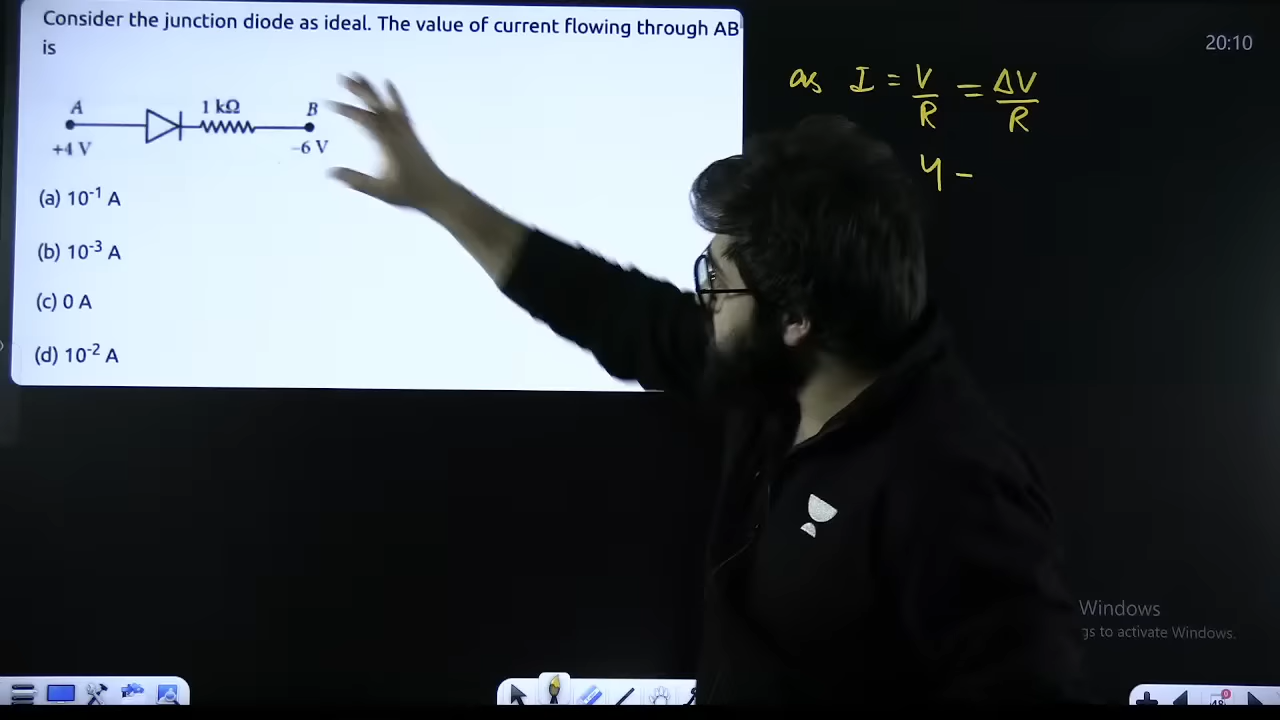 Consider the junction diode as ideal. The value of current flowing through AB
is
A 1 kΩ B
+4 V -6 V
(a) 10⁻¹ A
(b) 10⁻³ A
(c) 0 A
(d) 10⁻² A
20:10
as I = V/R = ΔV/R
4 -
Windows
gs to activate Windows.